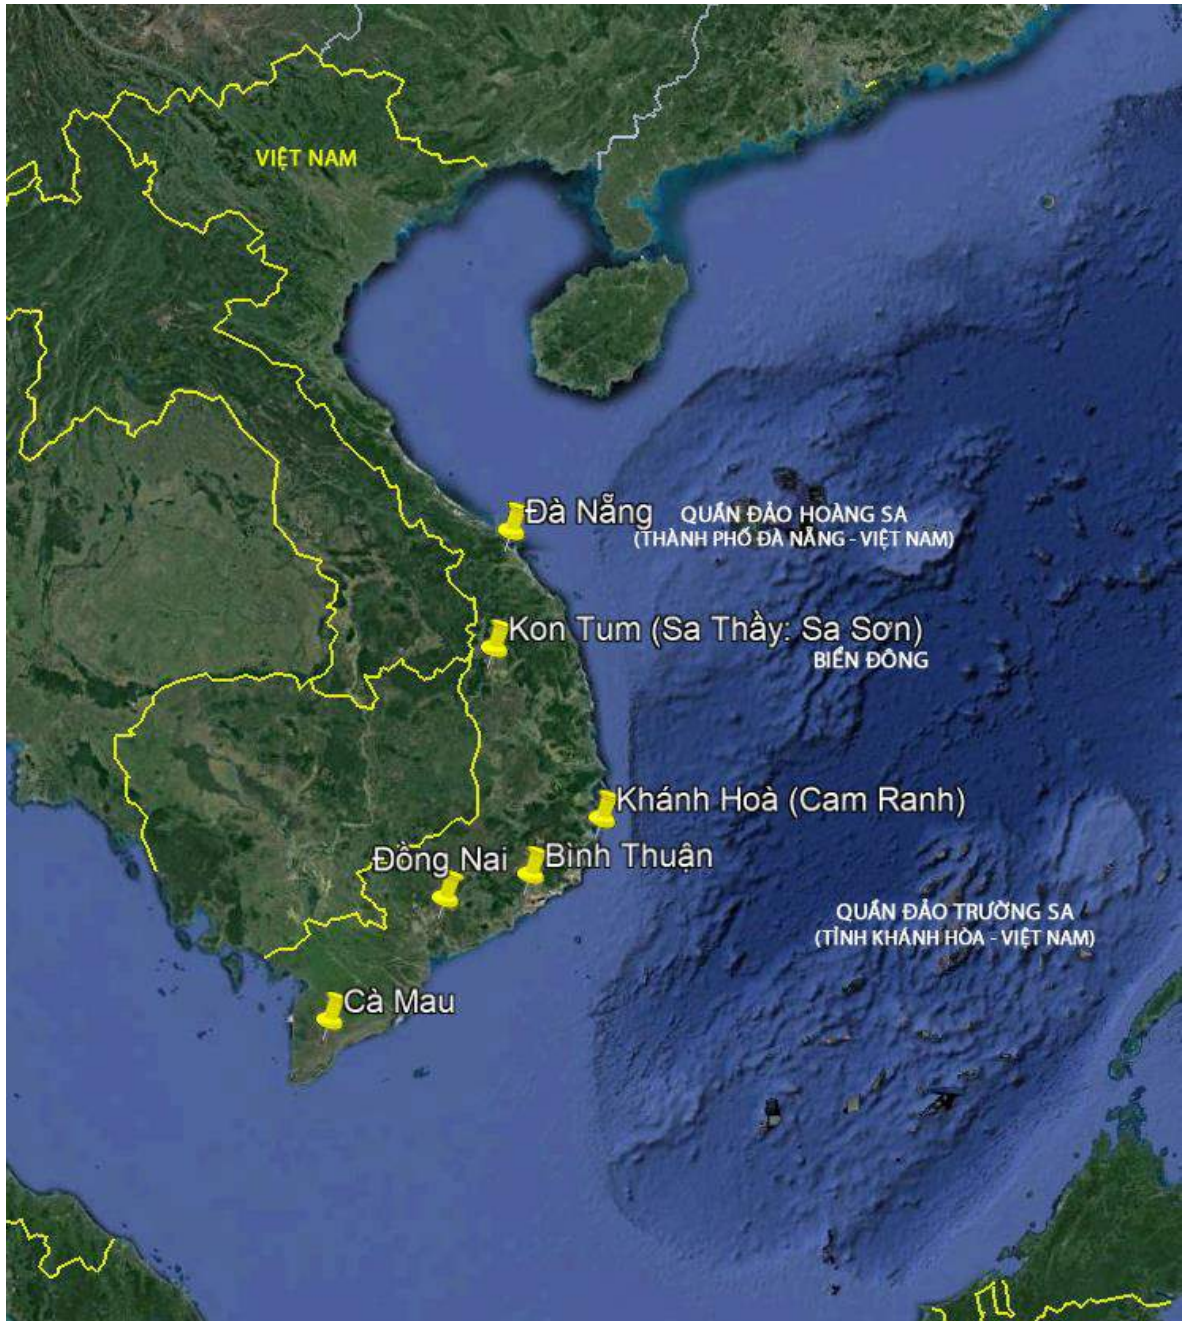 VIỆT NAM
Đà Nẵng
QUẦN ĐẢO HOÀNG SA
(THÀNH PHỐ ĐÀ NẴNG - VIỆT NAM)
Kon Tum (Sa Thầy: Sa Sơn)
BIỂN ĐÔNG
Khánh Hoà (Cam Ranh)
Đồng Nai
Bình Thuận
QUẦN ĐẢO TRƯỜNG SA
(TỈNH KHÁNH HÒA - VIỆT NAM)
Cà Mau